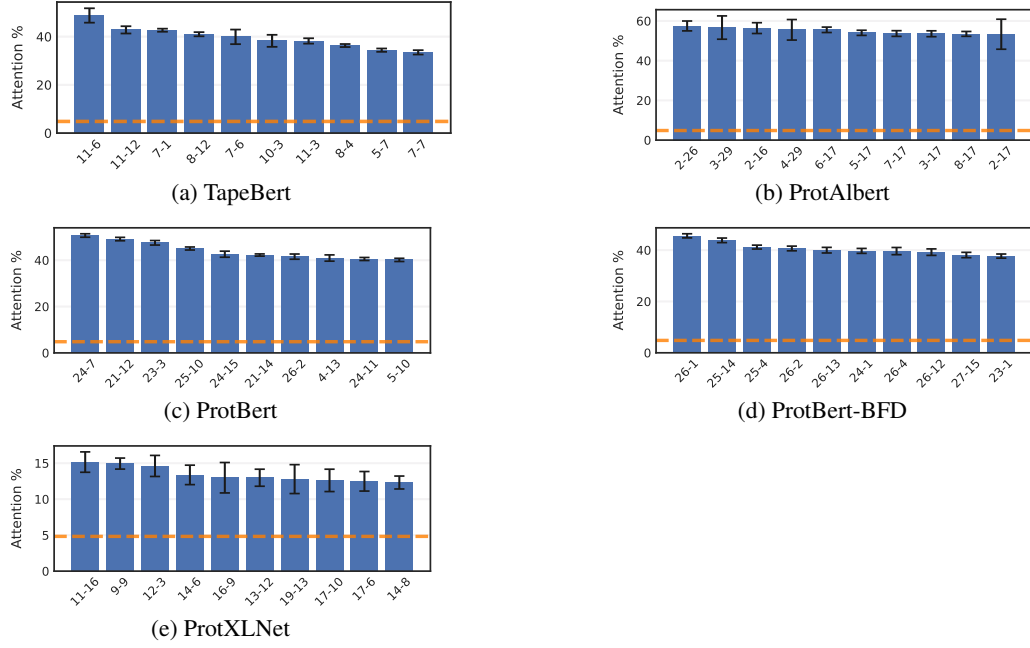 Attention %
40
20
0
11-6 11-12 7-1 8-12 7-6 10-3 11-3 8-4 5-7 7-7
(a) TapeBert
Attention %
60
40
20
0
2-26 3-29 2-16 4-29 6-17 5-17 7-17 3-17 8-17 2-17
(b) ProtAlbert
Attention %
40
20
0
24-7 21-12 23-3 25-10 24-15 21-14 26-2 4-13 24-11 5-10
(c) ProtBert
Attention %
40
20
0
26-1 25-14 25-4 26-2 26-13 24-1 26-4 26-12 27-15 23-1
(d) ProtBert-BFD
Attention %
15
10
5
0
11-16 9-9 12-3 14-6 16-9 13-12 19-13 17-10 17-6 14-8
(e) ProtXLNet